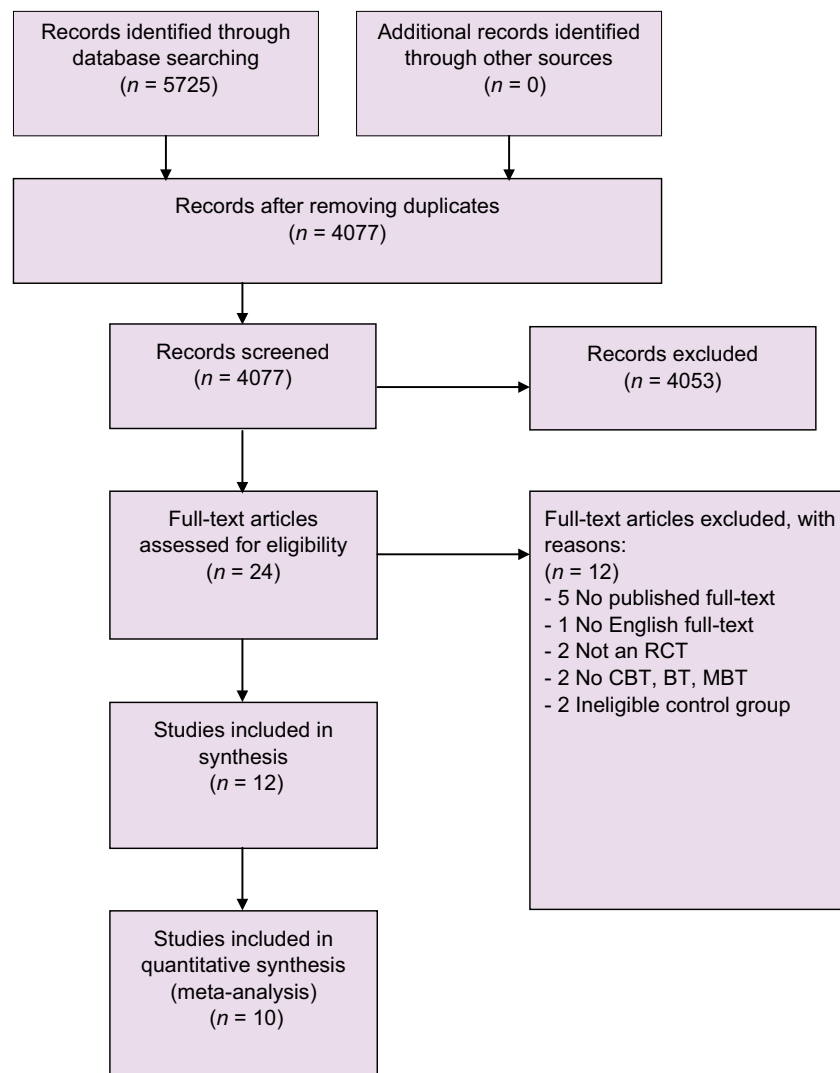 Records identified through
database searching
(n = 5725)
Additional records identified
through other sources
(n = 0)
Records after removing duplicates
(n = 4077)
Records screened
(n = 4077)
Records excluded
(n = 4053)
Full-text articles
assessed for eligibility
(n = 24)
Full-text articles excluded, with
reasons:
(n = 12)
- 5 No published full-text
- 1 No English full-text
- 2 Not an RCT
- 2 No CBT, BT, MBT
- 2 Ineligible control group
Studies included in
synthesis
(n = 12)
Studies included in
quantitative synthesis
(meta-analysis)
(n = 10)